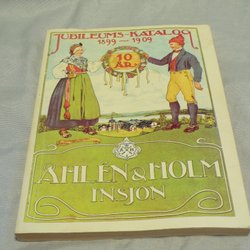 JUBILEUMS-KATALOG
1899 — 1909
10
ÅR.
ÅHLÉN & HOLM
INSJÖN